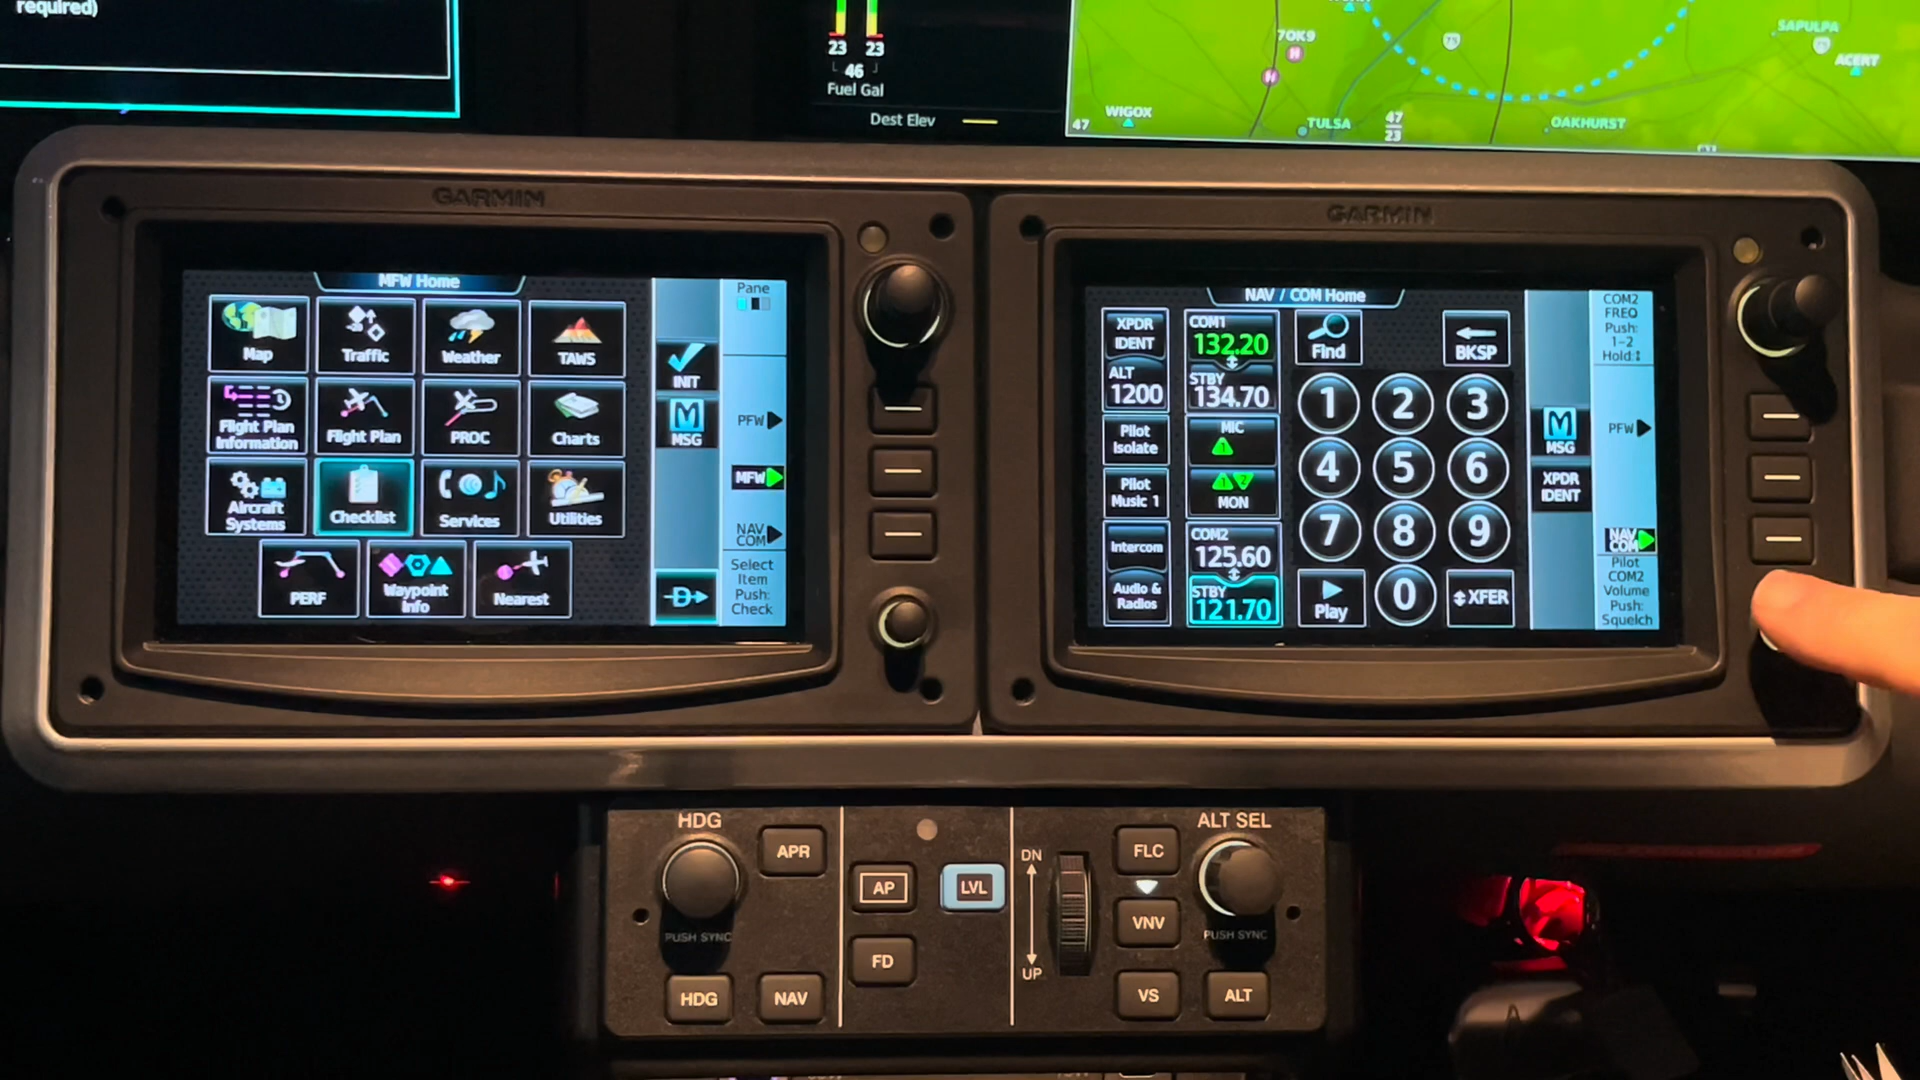 required)
23 23
46
Fuel Gal
Dest Elev
7OK9
SAPULPA
ACERT
WIGOX
47
TULSA
47
23
OAKHURST
GARMIN
MFW Home
Map
Traffic
Weather
TAWS
Flight Plan
Information
Flight Plan
PROC
Charts
Aircraft
Systems
Checklist
Services
Utilities
PERF
Waypoint
Info
Nearest
INIT
MSG
D
Pane
PFW
MFW
NAV
COM
Select
Item
Push:
Check
GARMIN
NAV / COM Home
XPDR
IDENT
ALT
1200
Pilot
Isolate
Pilot
Music 1
Intercom
Audio &
Radios
COM1
132.20
STBY
134.70
MIC
1
1 2
MON
COM2
125.60
STBY
121.70
Find
BKSP
1 2 3
4 5 6
7 8 9
Play
0
XFER
MSG
XPDR
IDENT
COM2
FREQ
Push:
1–2
Hold:↕
PFW
NAV
COM
Pilot
COM2
Volume
Push:
Squelch
HDG
PUSH SYNC
APR
HDG
NAV
AP
LVL
FD
DN
UP
FLC
VNV
VS
ALT SEL
PUSH SYNC
ALT